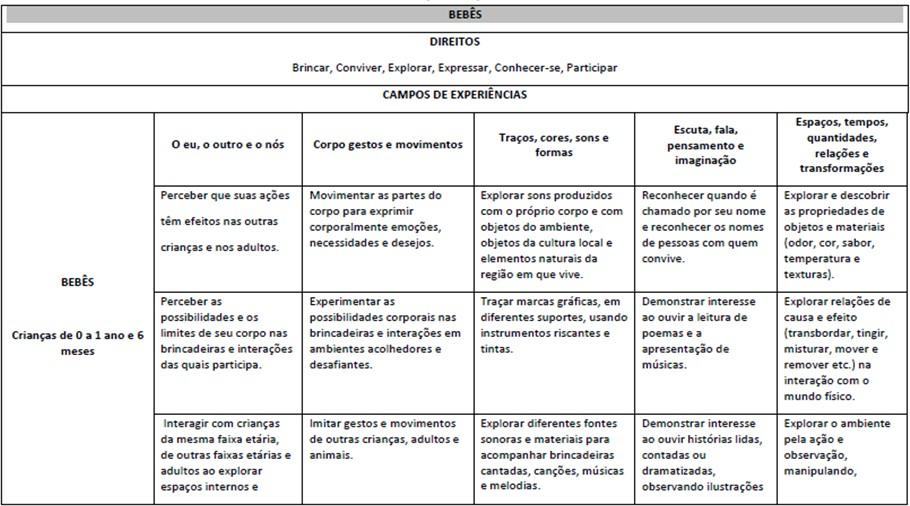 BEBÊS
DIREITOS
Brincar, Conviver, Explorar, Expressar, Conhecer-se, Participar
CAMPOS DE EXPERIÊNCIAS
BEBÊS
Crianças de 0 a 1 ano e 6
meses
O eu, o outro e o nós
Corpo gestos e movimentos
Traços, cores, sons e
formas
Escuta, fala,
pensamento e
imaginação
Espaços, tempos,
quantidades,
relações e
transformações
Perceber que suas ações
têm efeitos nas outras
crianças e nos adultos.
Movimentar as partes do
corpo para exprimir
corporalmente emoções,
necessidades e desejos.
Explorar sons produzidos
com o próprio corpo e com
objetos do ambiente,
objetos da cultura local e
elementos naturais da
região em que vive.
Reconhecer quando é
chamado por seu nome
e reconhecer os nomes
de pessoas com quem
convive.
Explorar e descobrir
as propriedades de
objetos e materiais
(odor, cor, sabor,
temperatura e
texturas).
Perceber as
possibilidades e os
limites de seu corpo nas
brincadeiras e interações
das quais participa.
Experimentar as
possibilidades corporais nas
brincadeiras e interações em
ambientes acolhedores e
desafiantes.
Traçar marcas gráficas, em
diferentes suportes, usando
instrumentos riscantes e
tintas.
Demonstrar interesse
ao ouvir a leitura de
poemas e a
apresentação de
músicas.
Explorar relações de
causa e efeito
(transbordar, tingir,
misturar, mover e
remover etc.) na
interação com o
mundo físico.
Interagir com crianças
da mesma faixa etária,
de outras faixas etárias e
adultos ao explorar
espaços internos e
Imitar gestos e movimentos
de outras crianças, adultos e
animais.
Explorar diferentes fontes
sonoras e materiais para
acompanhar brincadeiras
cantadas, canções, músicas
e melodias.
Demonstrar interesse
ao ouvir histórias lidas,
contadas ou
dramatizadas,
observando ilustrações
Explorar o ambiente
pela ação e
observação,
manipulando,